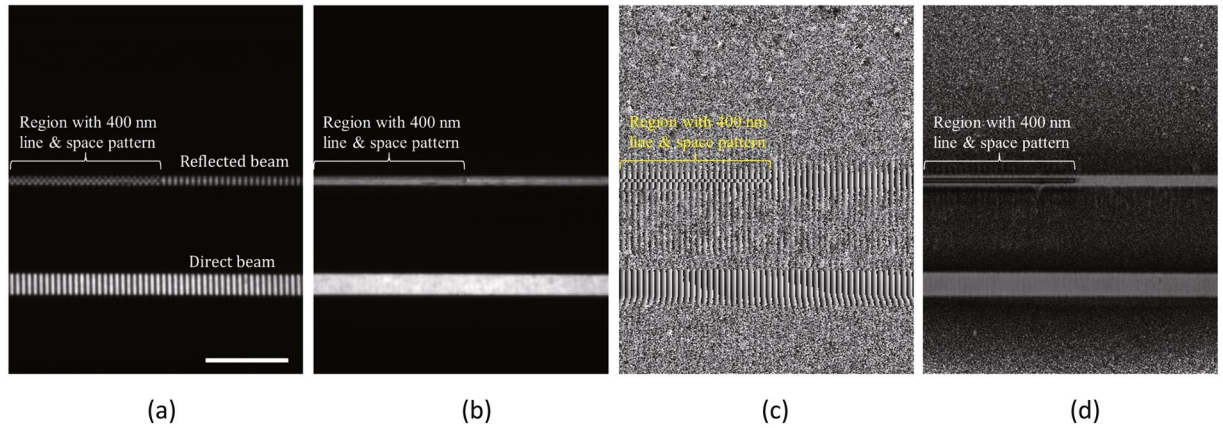 Region with 400 nm
line & space pattern
Reflected beam
Direct beam
Region with 400 nm
line & space pattern
Region with 400 nm
line & space pattern
Region with 400 nm
line & space pattern
(a)
(b)
(c)
(d)